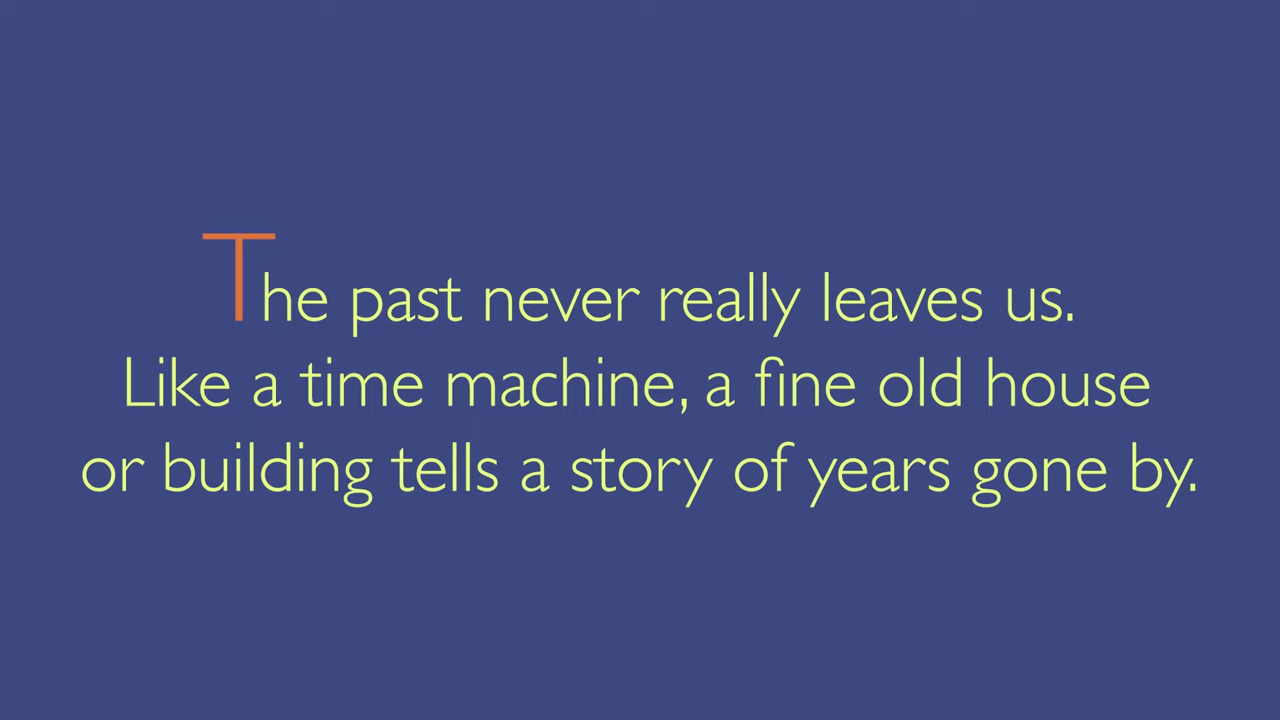 The past never really leaves us.
Like a time machine, a fine old house
or building tells a story of years gone by.